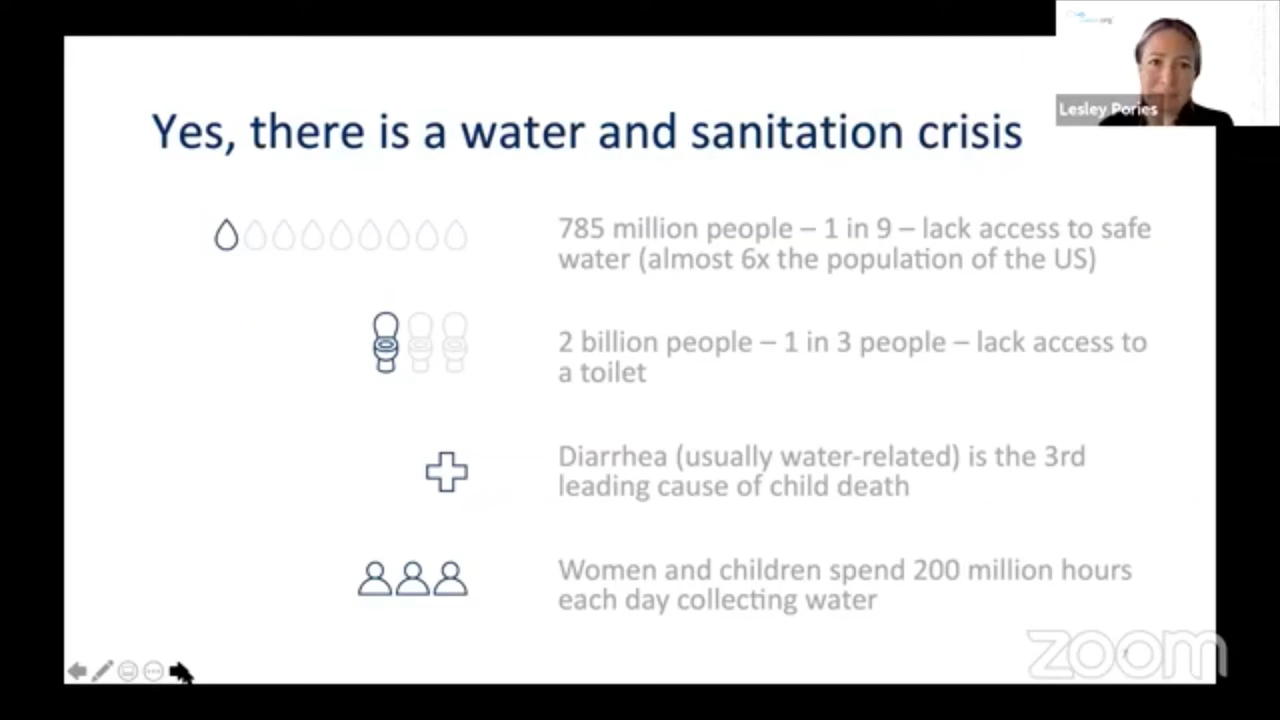 Lesley Pories
Yes, there is a water and sanitation crisis
785 million people – 1 in 9 – lack access to safe
water (almost 6x the population of the US)
2 billion people – 1 in 3 people – lack access to
a toilet
Diarrhea (usually water-related) is the 3rd
leading cause of child death
Women and children spend 200 million hours
each day collecting water
zoom